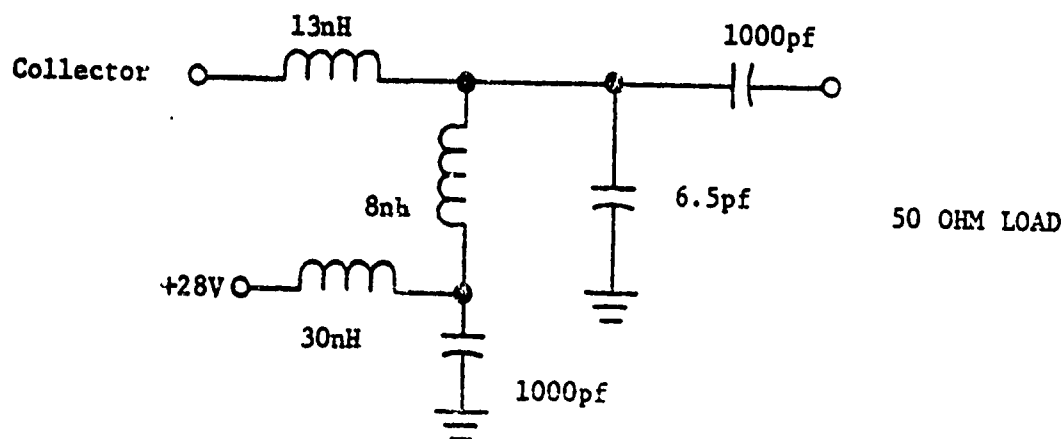 13nH
1000pf
Collector
8nh
6.5pf
50 OHM LOAD
+28V
30nH
1000pf